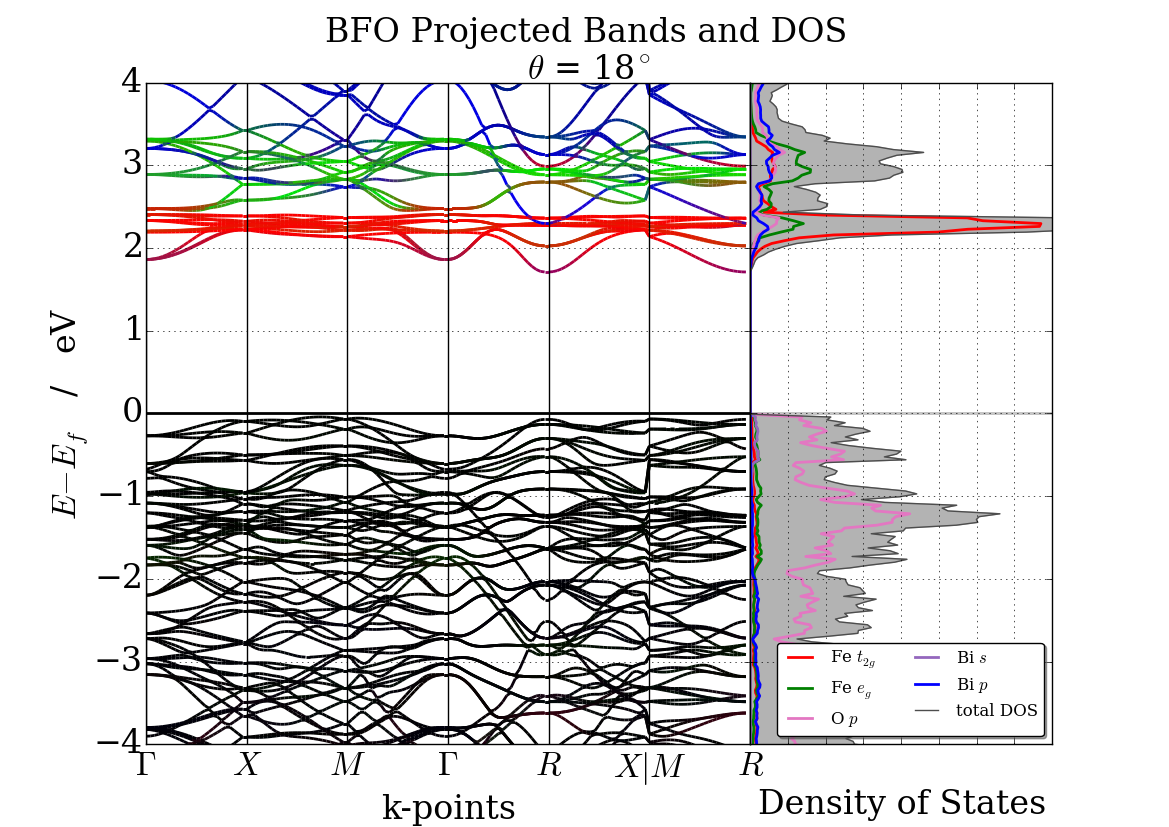 BFO Projected Bands and DOS
θ = 18°
E−E_f / eV
4
3
2
1
0
−1
−2
−3
−4
Γ X M Γ R X|M R
k-points
Density of States
Fe t_2g
Fe e_g
O p
Bi s
Bi p
total DOS